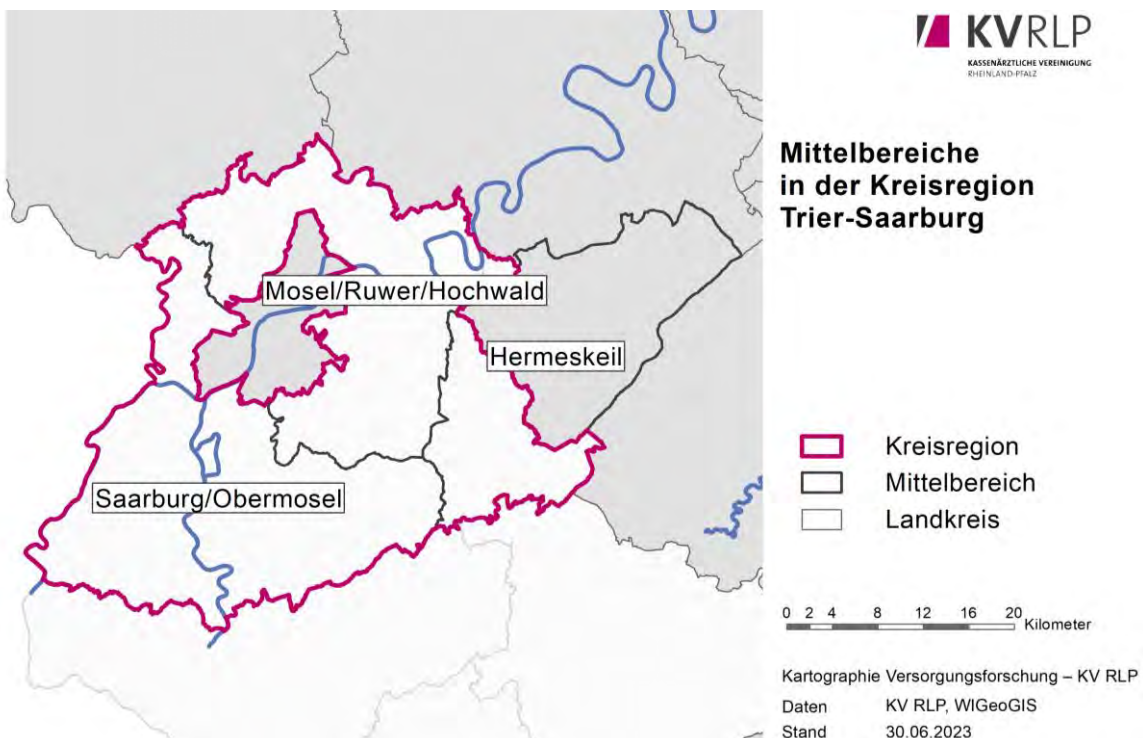 KVRLP
KASSENÄRZTLICHE VEREINIGUNG
RHEINLAND-PFALZ
Mittelbereiche
in der Kreisregion
Trier-Saarburg
Mosel/Ruwer/Hochwald
Hermeskeil
Saarburg/Obermosel
Kreisregion
Mittelbereich
Landkreis
0 2 4 8 12 16 20 Kilometer
Kartographie Versorgungsforschung – KV RLP
Daten KV RLP, WIGeoGIS
Stand 30.06.2023